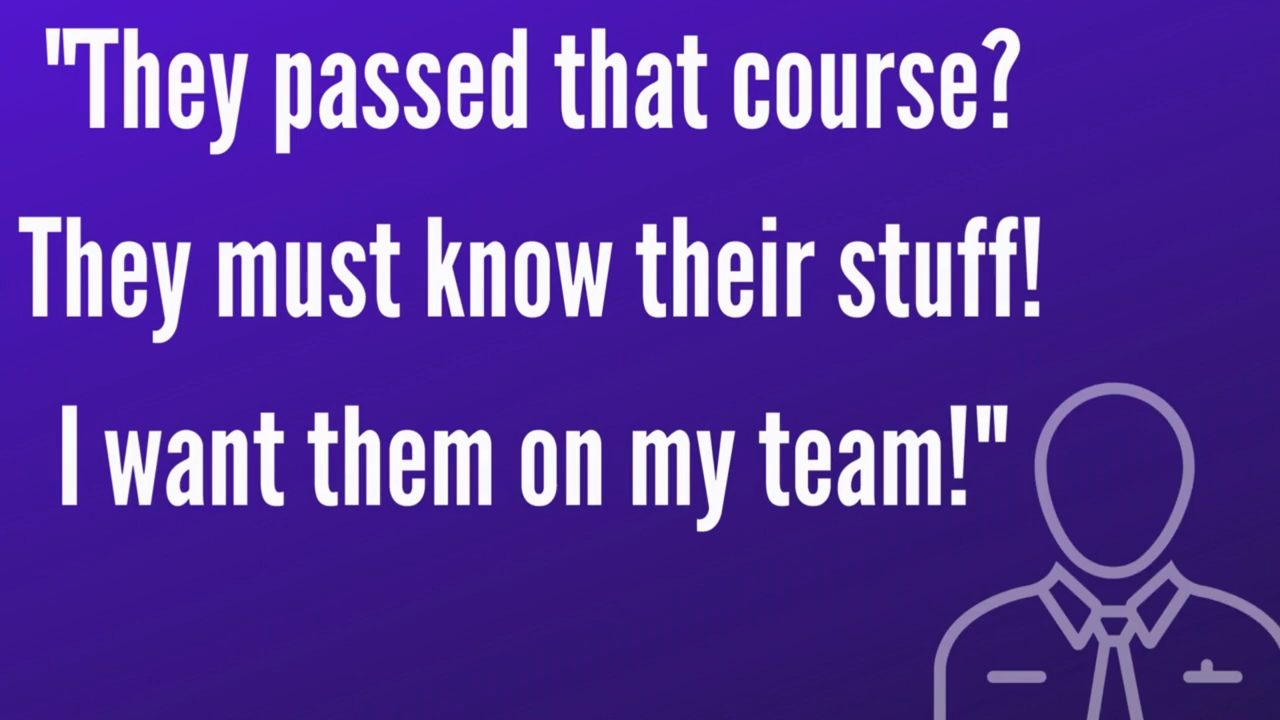 "They passed that course?
They must know their stuff!
I want them on my team!"